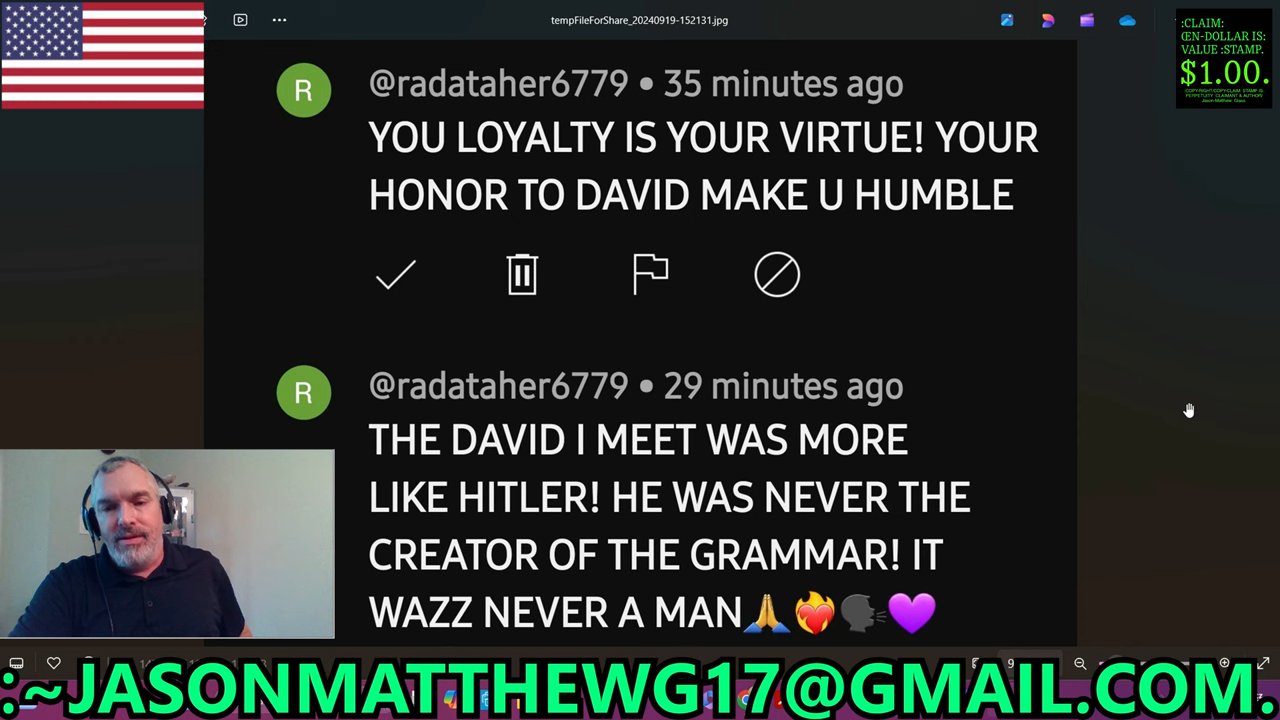 tempFileForShare_20240919-152131.jpg
:CLAIM:
ŒN-DOLLAR IS:
VALUE :STAMP.
$1.00.
R
@radataher6779 • 35 minutes ago
YOU LOYALTY IS YOUR VIRTUE! YOUR
HONOR TO DAVID MAKE U HUMBLE
R
@radataher6779 • 29 minutes ago
THE DAVID I MEET WAS MORE
LIKE HITLER! HE WAS NEVER THE
CREATOR OF THE GRAMMAR! IT
WAZZ NEVER A MAN🙏❤️‍🔥🗣️💜
:~JASONMATTHEWG17@GMAIL.COM.